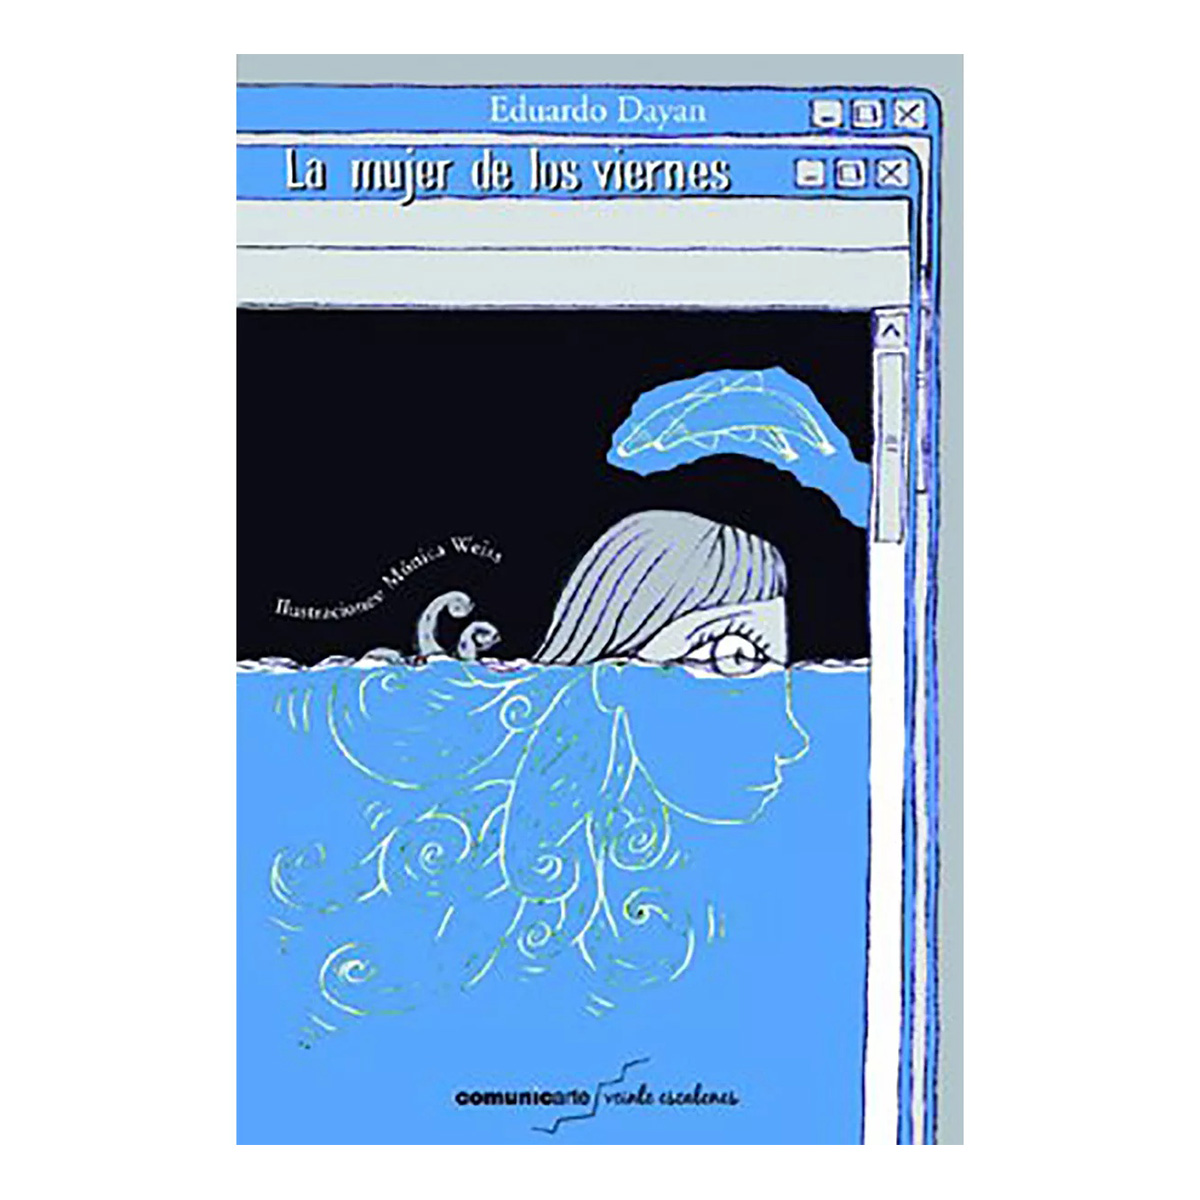 Eduardo Dayan
La mujer de los viernes
Ilustraciones: Mónica Weiss
comunicarte veinte escalones